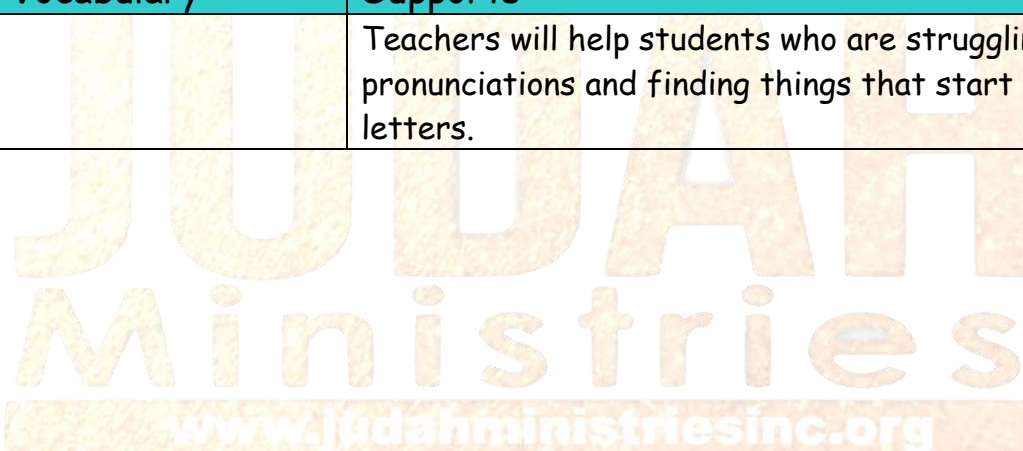 Vocabulary Supports
Teachers will help students who are
pronunciations and finding things that start
letters.
JUDAH
Ministries
www.judahministriesinc.org